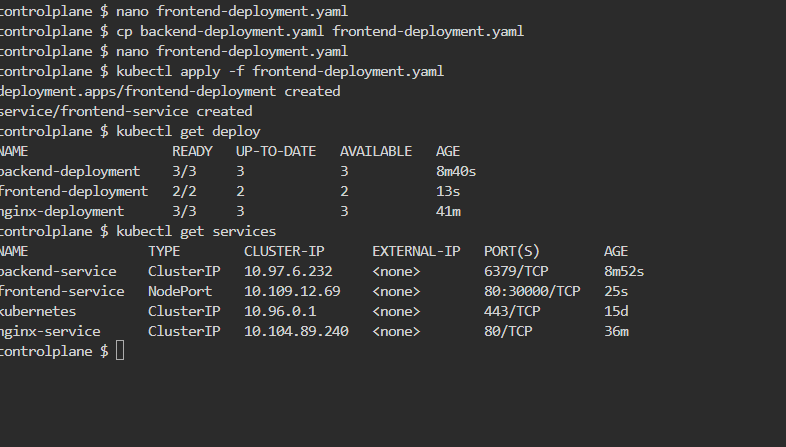 controlplane $ nano frontend-deployment.yaml
controlplane $ cp backend-deployment.yaml frontend-deployment.yaml
controlplane $ nano frontend-deployment.yaml
controlplane $ kubectl apply -f frontend-deployment.yaml
deployment.apps/frontend-deployment created
service/frontend-service created
controlplane $ kubectl get deploy
NAME                  READY   UP-TO-DATE   AVAILABLE   AGE
backend-deployment    3/3     3            3           8m40s
frontend-deployment   2/2     2            2           13s
nginx-deployment      3/3     3            3           41m
controlplane $ kubectl get services
NAME               TYPE        CLUSTER-IP      EXTERNAL-IP   PORT(S)        AGE
backend-service    ClusterIP   10.97.6.232     <none>        6379/TCP       8m52s
frontend-service   NodePort    10.109.12.69    <none>        80:30000/TCP   25s
kubernetes         ClusterIP   10.96.0.1       <none>        443/TCP        15d
nginx-service      ClusterIP   10.104.89.240   <none>        80/TCP         36m
controlplane $